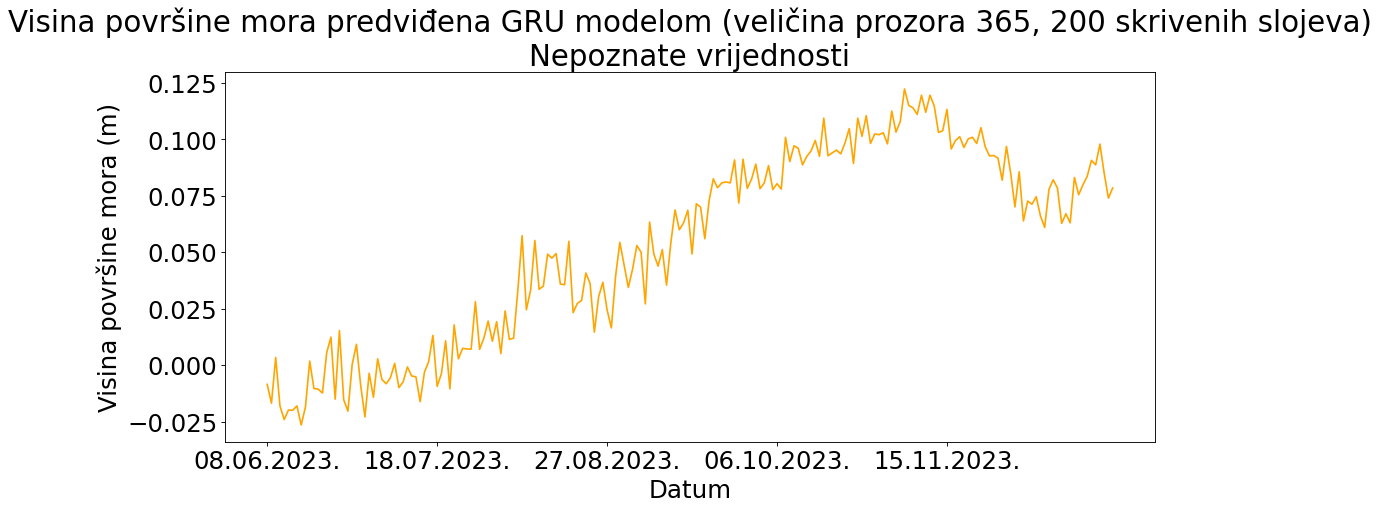 Visina površine mora predviđena GRU modelom (veličina prozora 365, 200 skrivenih slojeva)
Nepoznate vrijednosti
Visina površine mora (m)
0.125
0.100
0.075
0.050
0.025
0.000
−0.025
08.06.2023. 18.07.2023. 27.08.2023. 06.10.2023. 15.11.2023.
Datum